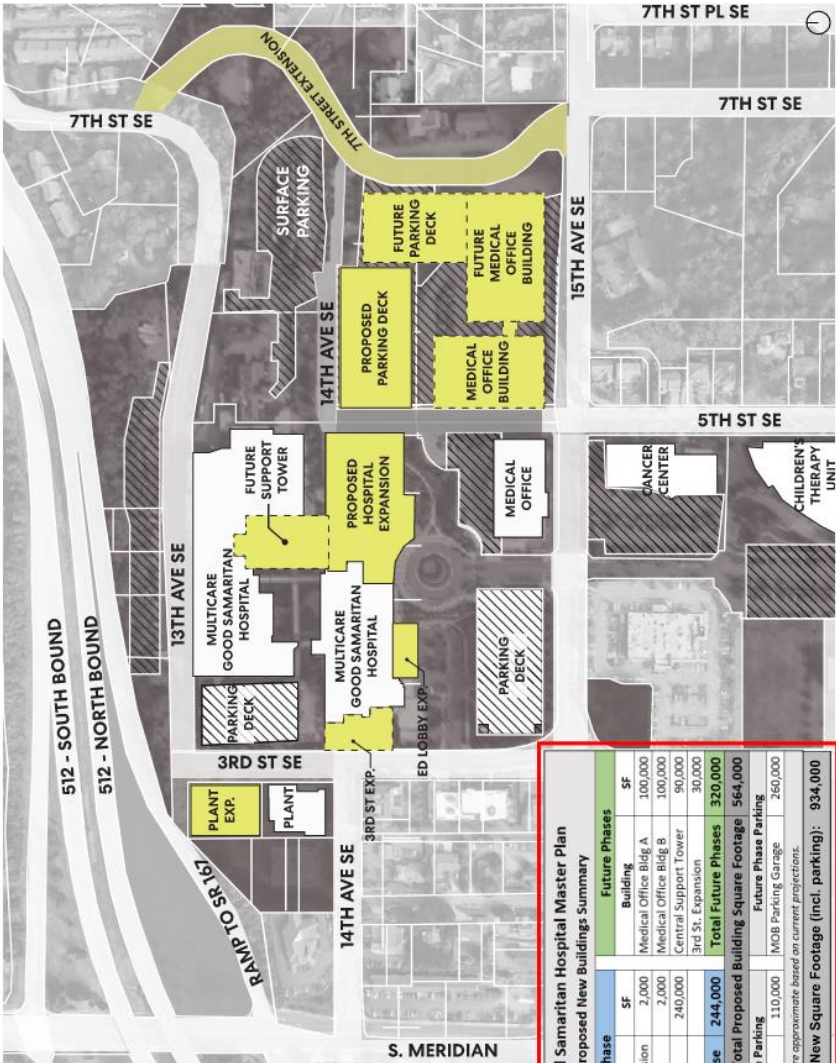 7TH ST PL SE
7TH ST SE
7TH ST SE
7TH STREET EXTENSION
SURFACE
PARKING
FUTURE
PARKING
DECK
FUTURE
MEDICAL
OFFICE
BUILDING
15TH AVE SE
14TH AVE SE
PROPOSED
PARKING DECK
MEDICAL
OFFICE
BUILDING
5TH ST SE
FUTURE
SUPPORT
TOWER
PROPOSED
HOSPITAL
EXPANSION
MEDICAL
OFFICE
CANCER
CENTER
CHILDREN'S
THERAPY
UNIT
13TH AVE SE
MULTICARE
GOOD SAMARITAN
HOSPITAL
MULTICARE
GOOD SAMARITAN
HOSPITAL
512 - SOUTH BOUND
512 - NORTH BOUND
PARKING
DECK
PARKING
DECK
3RD ST SE
3RD ST EXP.
ED LOBBY EXP.
PLANT
EXP.
PLANT
RAMP TO SR 167
14TH AVE SE
S. MERIDIAN
Samaritan Hospital Master Plan
roposed New Buildings Summary
hase Future Phases
SF Building SF
sion 2,000 Medical Office Bldg A 100,000
2,000 Medical Office Bldg B 100,000
240,000 Central Support Tower 90,000
3rd St. Expansion 30,000
se 244,000 Total Future Phases 320,000
tal Proposed Building Square Footage 564,000
Parking Future Phase Parking
110,000 MOB Parking Garage 260,000
e approximate based on current projections.
New Square Footage (incl. parking): 934,000